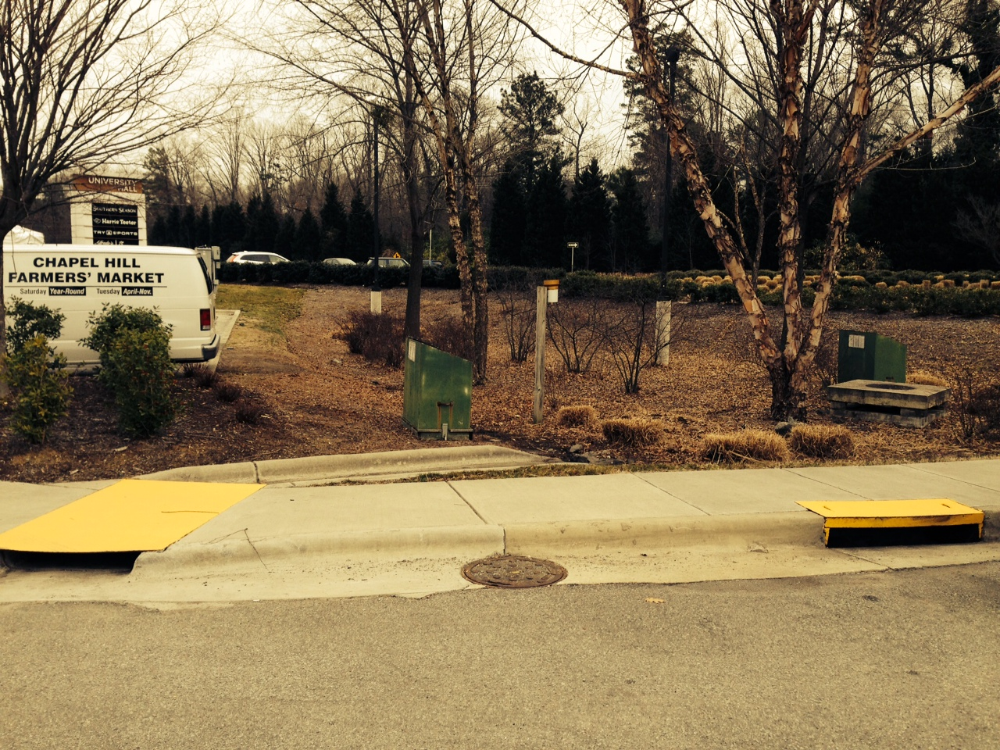 UNIVERSITY
MALL
SOUTHERN SEASON
Harris Teeter
TRY SPORTS
CHAPEL HILL
FARMERS' MARKET
Saturday Year-Round Tuesday April-Nov.